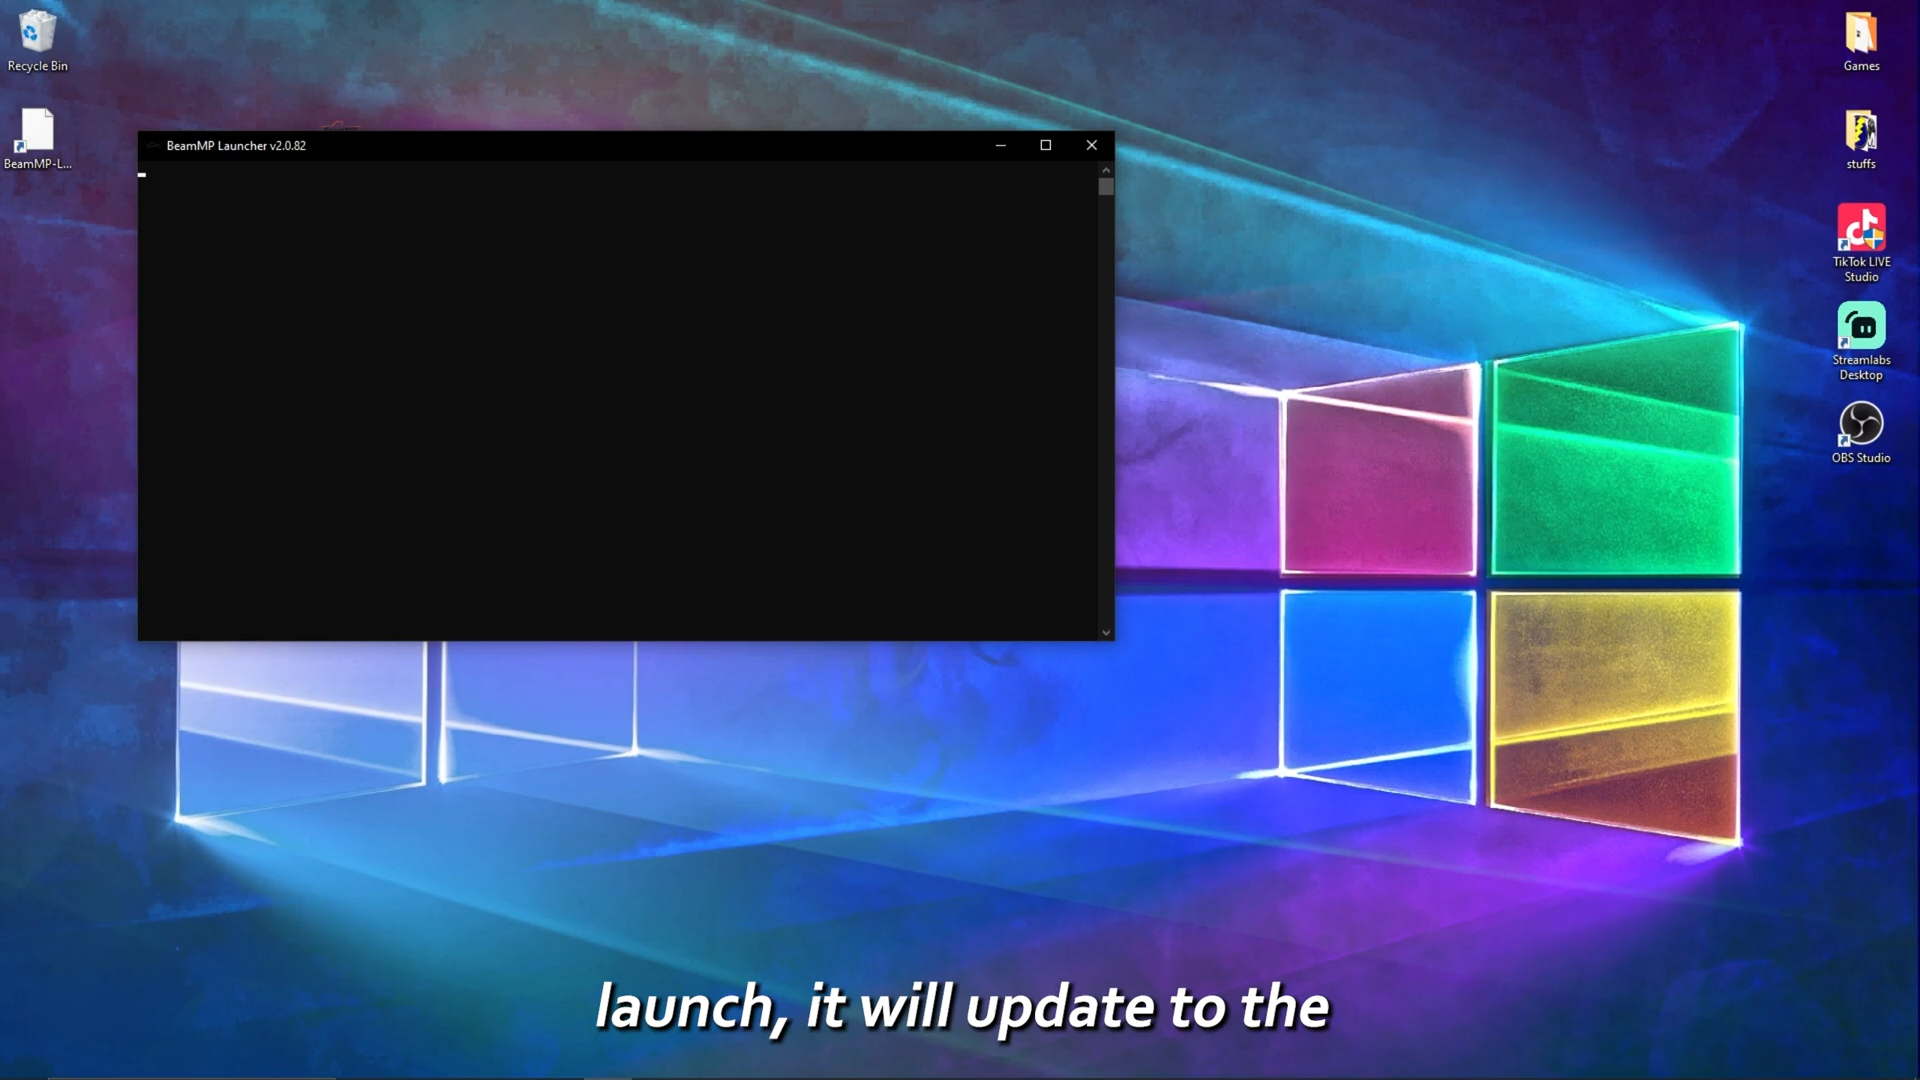 Recycle Bin
BeamMP-L...
BeamMP Launcher v2.0.82
Games
stuffs
TikTok LIVE
Studio
Streamlabs
Desktop
OBS Studio
launch, it will update to the